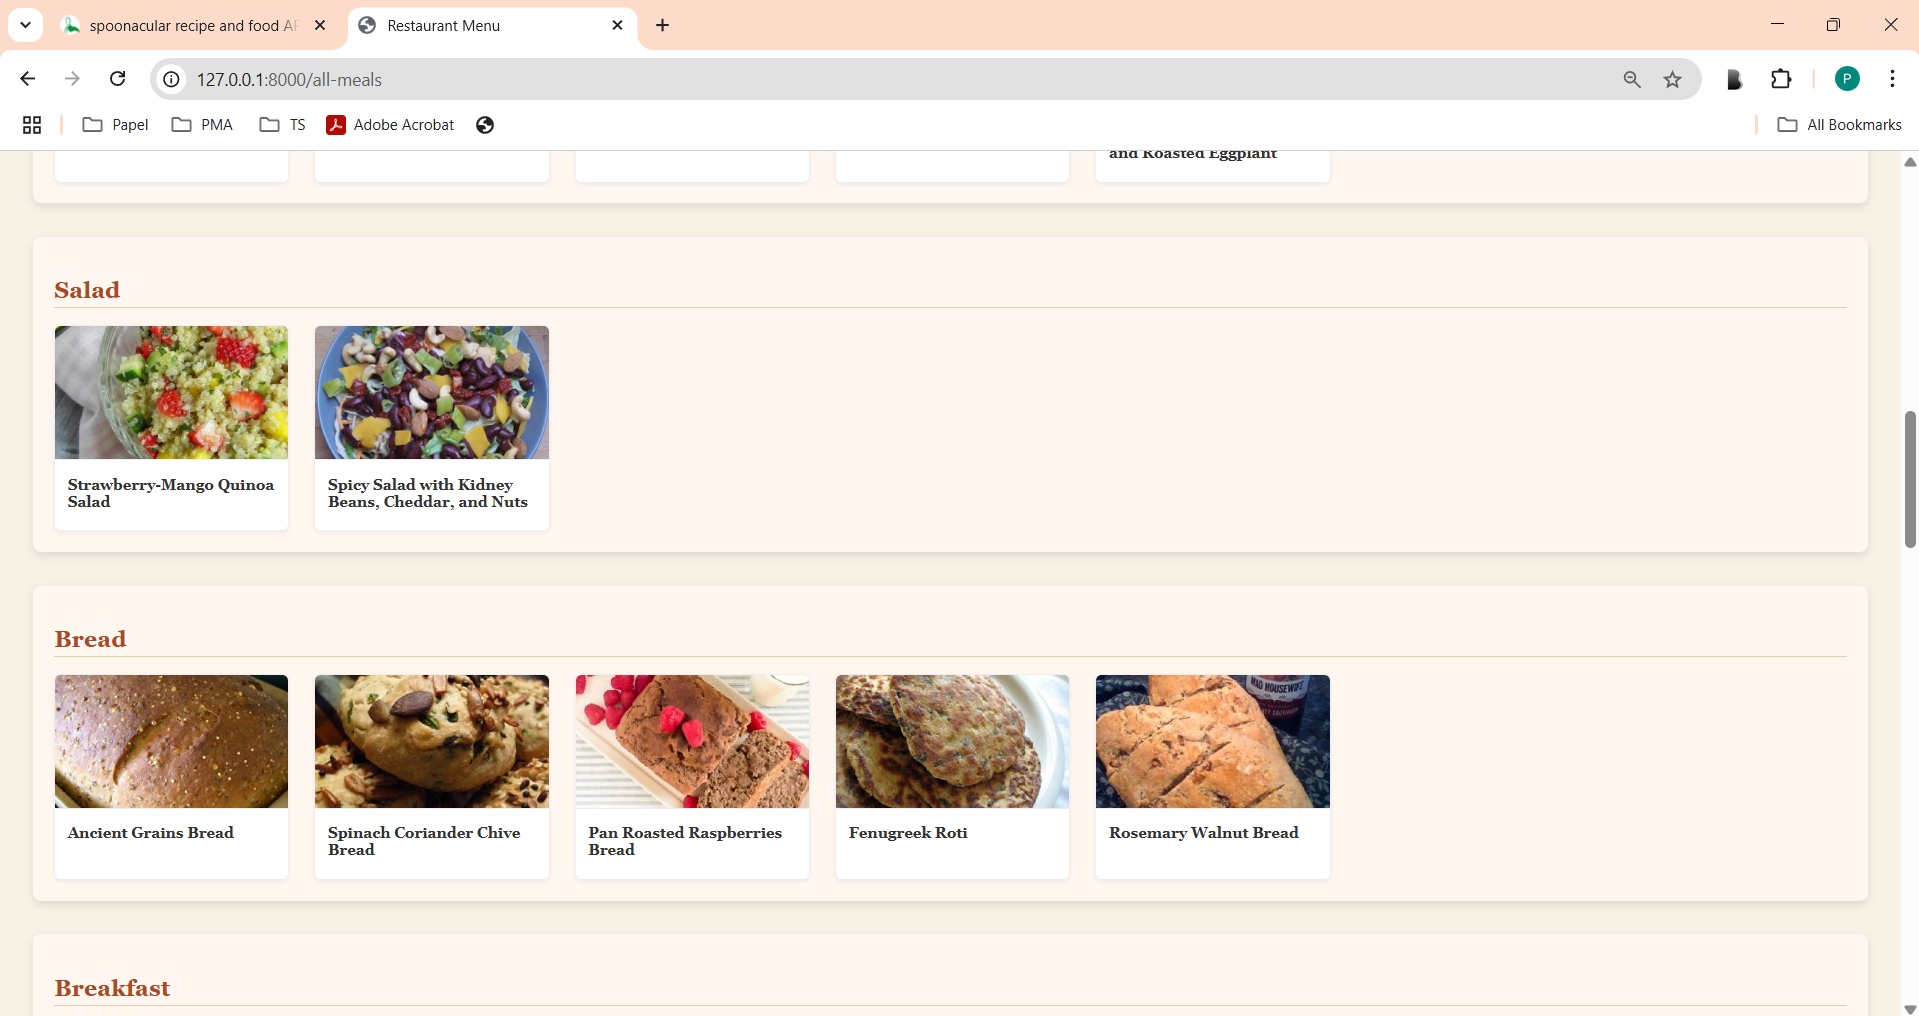 spoonacular recipe and food AP
Restaurant Menu
127.0.0.1:8000/all-meals
P
Papel
PMA
TS
Adobe Acrobat
All Bookmarks
and Roasted Eggplant
Salad
Strawberry-Mango Quinoa
Salad
Spicy Salad with Kidney
Beans, Cheddar, and Nuts
Bread
MAD HOUSEWIFE
Ancient Grains Bread
Spinach Coriander Chive
Bread
Pan Roasted Raspberries
Bread
Fenugreek Roti
Rosemary Walnut Bread
Breakfast